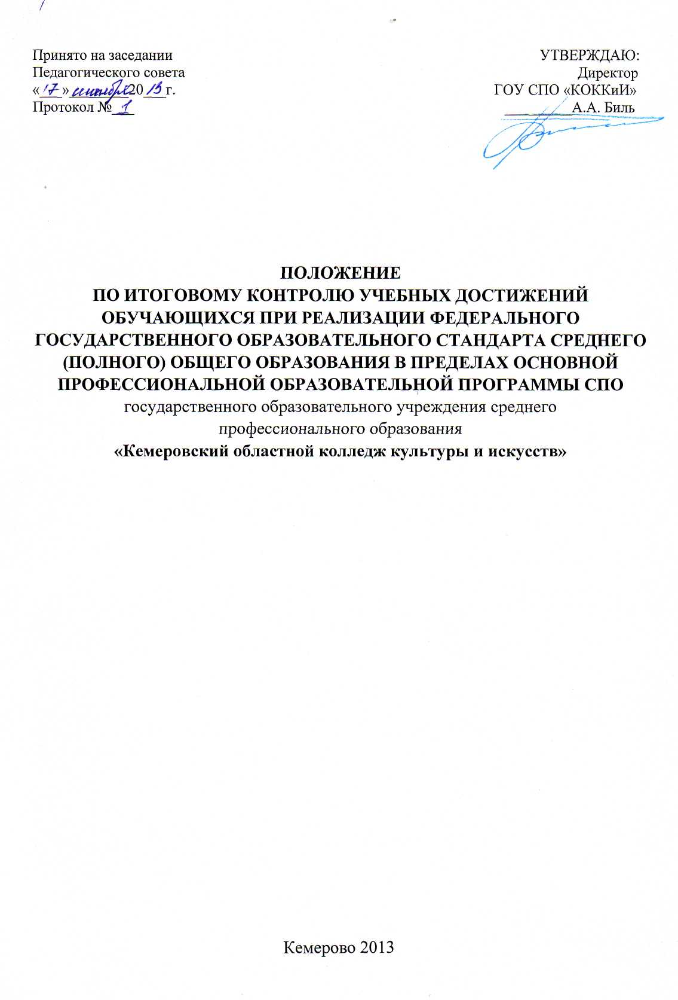 Принято на заседании
УТВЕРЖДАЮ:
Педагогического совета
Директор
«17» сентября 2013 г.
ГОУ СПО «КОККиИ»
Протокол № 1
А.А. Биль
ПОЛОЖЕНИЕ
ПО ИТОГОВОМУ КОНТРОЛЮ УЧЕБНЫХ ДОСТИЖЕНИЙ
ОБУЧАЮЩИХСЯ ПРИ РЕАЛИЗАЦИИ ФЕДЕРАЛЬНОГО
ГОСУДАРСТВЕННОГО ОБРАЗОВАТЕЛЬНОГО СТАНДАРТА СРЕДНЕГО
(ПОЛНОГО) ОБЩЕГО ОБРАЗОВАНИЯ В ПРЕДЕЛАХ ОСНОВНОЙ
ПРОФЕССИОНАЛЬНОЙ ОБРАЗОВАТЕЛЬНОЙ ПРОГРАММЫ СПО
государственного образовательного учреждения среднего
профессионального образования
«Кемеровский областной колледж культуры и искусств»
Кемерово 2013